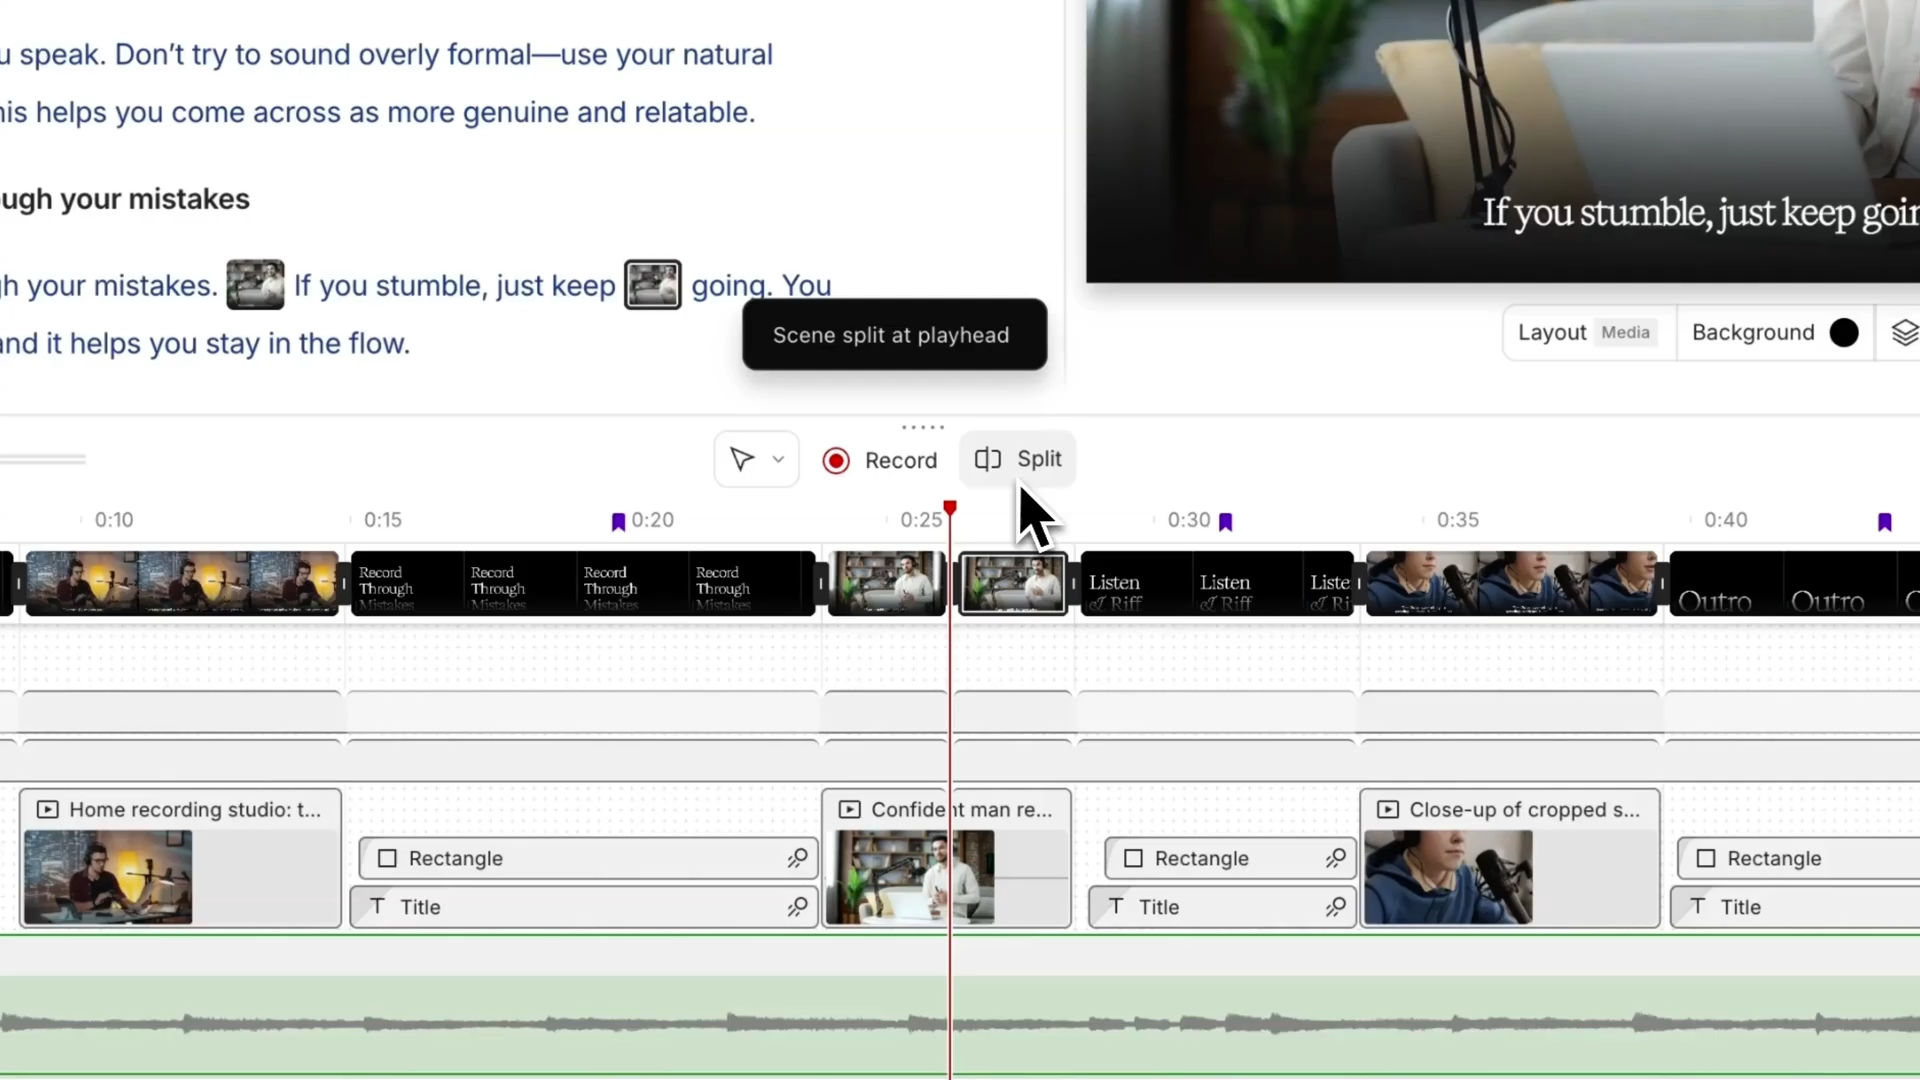 u speak. Don’t try to sound overly formal—use your natural
his helps you come across as more genuine and relatable.
ough your mistakes
gh your mistakes. If you stumble, just keep going. You
and it helps you stay in the flow.
Scene split at playhead
If you stumble, just keep goin
Layout Media Background
Record Split
0:10 0:15 0:20 0:25 0:30 0:35 0:40
Record Through Mistakes
Record Through Mistakes
Record Through Mistakes
Record Through Mistakes
Listen & Riff
Listen & Riff
Liste & Ri
Outro
Outro
Home recording studio: t...
Confident man re...
Close-up of cropped s...
Rectangle
Rectangle
Rectangle
Title
Title
Title